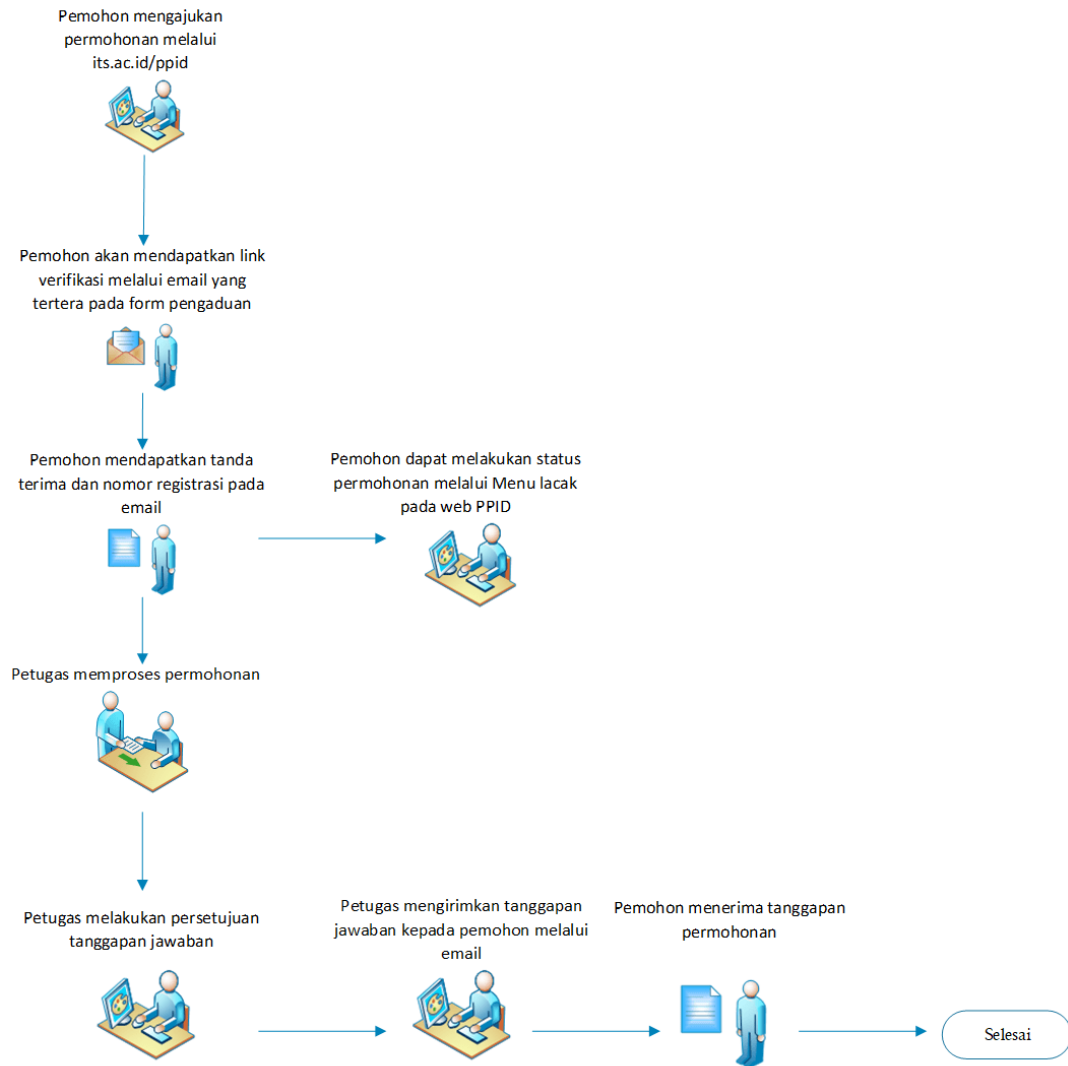 Pemohon mengajukan
permohonan melalui
its.ac.id/ppid
Pemohon akan mendapatkan link
verifikasi melalui email yang
tertera pada form pengaduan
Pemohon mendapatkan tanda
terima dan nomor registrasi pada
email
Pemohon dapat melakukan status
permohonan melalui Menu lacak
pada web PPID
Petugas memproses permohonan
Petugas melakukan persetujuan
tanggapan jawaban
Petugas mengirimkan tanggapan
jawaban kepada pemohon melalui
email
Pemohon menerima tanggapan
permohonan
Selesai